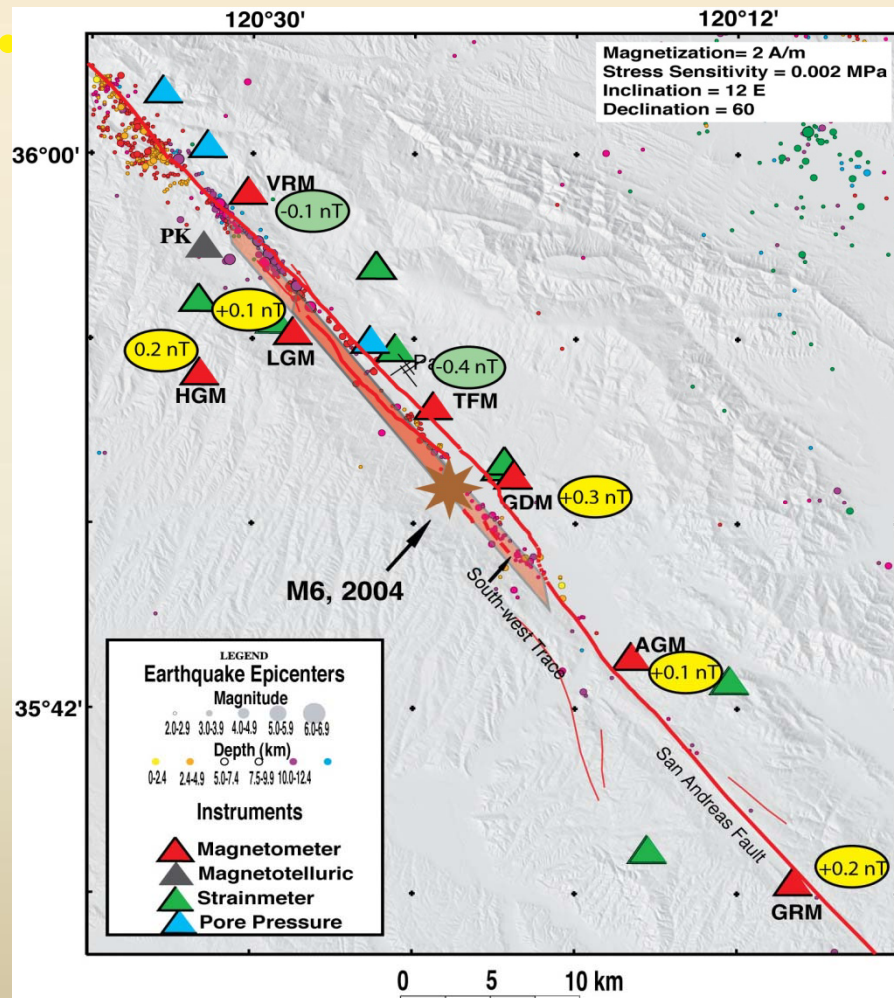 120°30'
120°12'
Magnetization= 2 A/m
Stress Sensitivity = 0.002 MPa
Inclination = 12 E
Declination = 60
36°00'
VRM
-0.1 nT
PK
+0.1 nT
LGM
0.2 nT
HGM
Pa
-0.4 nT
TFM
GDM
+0.3 nT
M6, 2004
South-west Trace
AGM
+0.1 nT
35°42'
San Andreas Fault
+0.2 nT
GRM
LEGEND
Earthquake Epicenters
Magnitude
2.0-2.9 3.0-3.9 4.0-4.9 5.0-5.9 6.0-6.9
Depth (km)
0-2.4 2.4-4.9 5.0-7.4 7.5-9.9 10.0-12.4
Instruments
Magnetometer
Magnetotelluric
Strainmeter
Pore Pressure
0 5 10 km